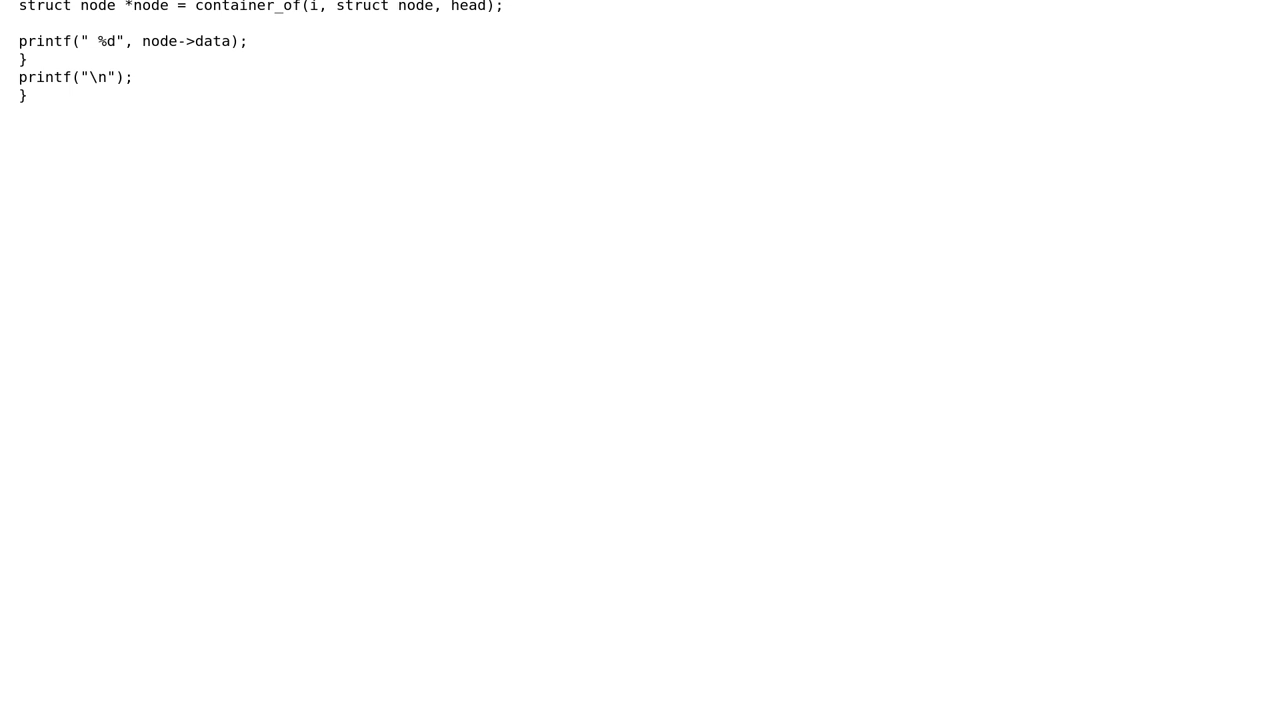 struct node *node = container_of(i, struct node, head);
printf(" %d", node->data);
}
printf("\n");
}